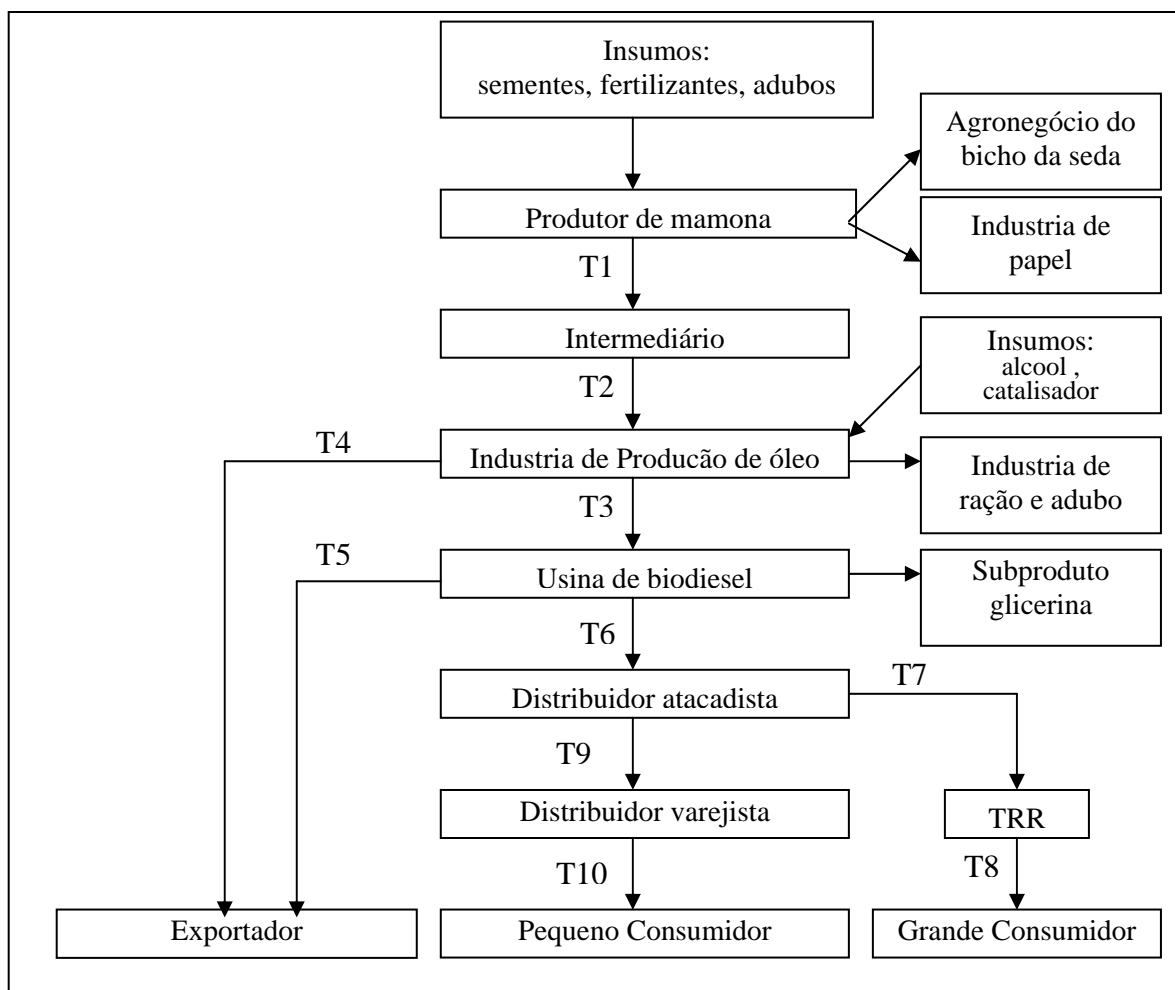 Insumos:
sementes, fertilizantes, adubos
Agronegócio do
bicho da seda
Produtor de mamona
Industria de
papel
T1
Intermediário
Insumos:
alcool ,
catalisador
T2
T4
Industria de Producão de óleo
Industria de
ração e adubo
T3
T5
Usina de biodiesel
Subproduto
glicerina
T6
T7
Distribuidor atacadista
T9
Distribuidor varejista
TRR
T10
T8
Exportador
Pequeno Consumidor
Grande Consumidor